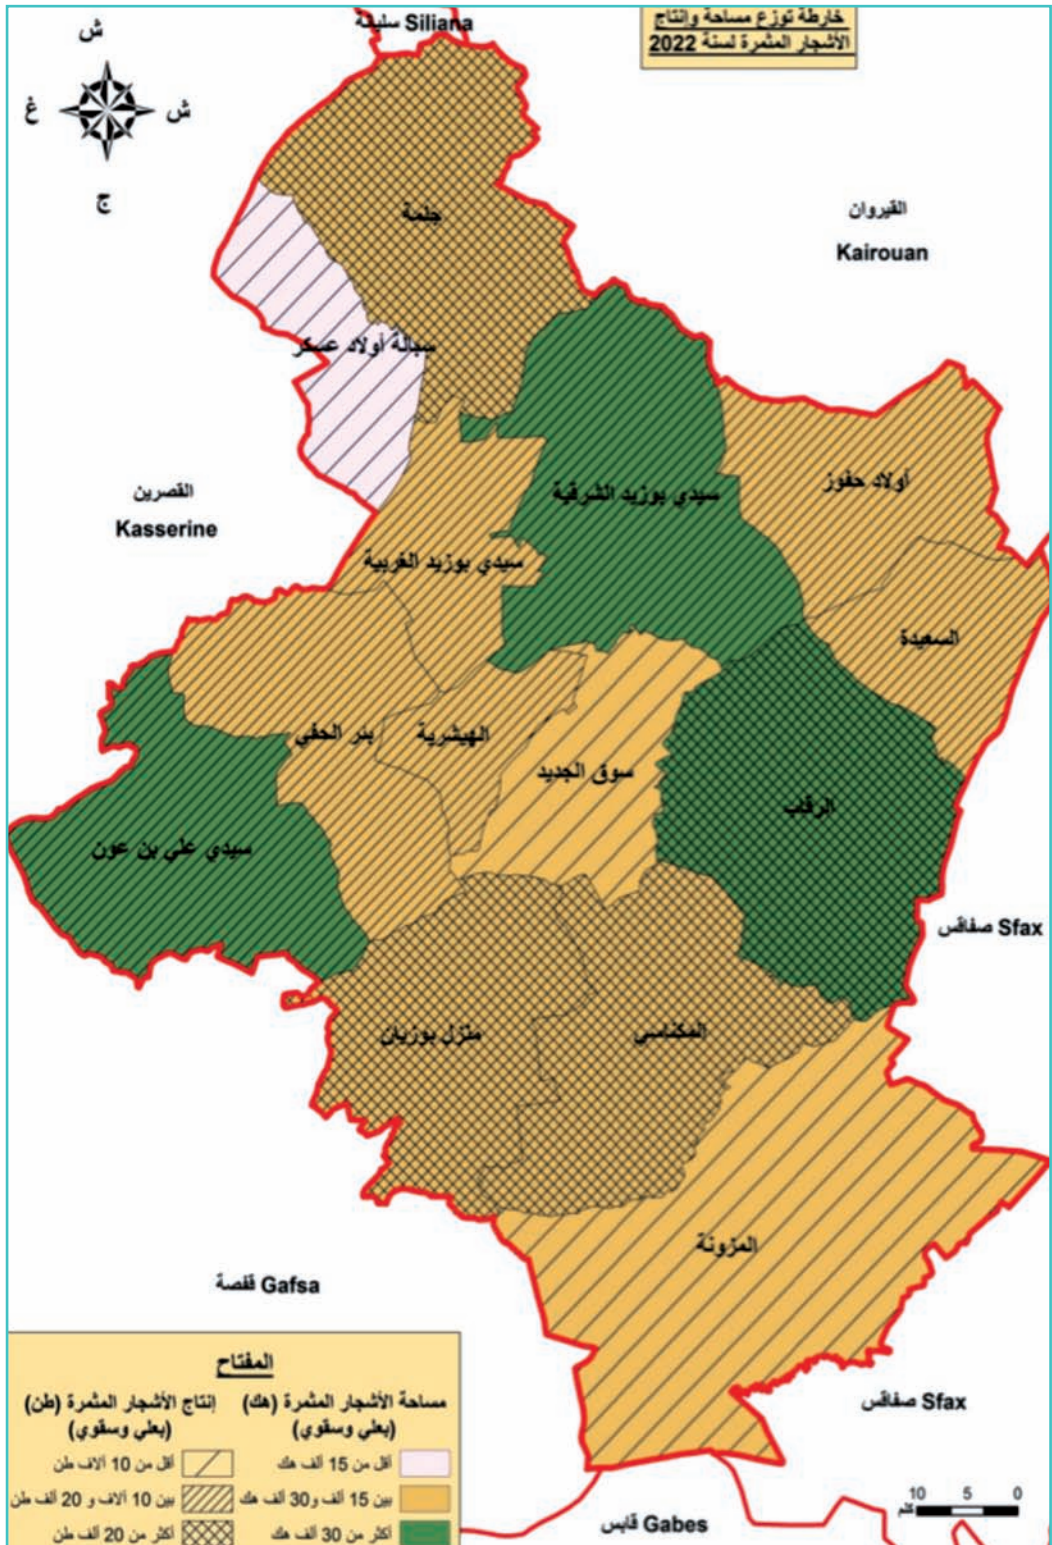 خارطة توزع مساحة وإنتاج
الأشجار المثمرة لسنة 2022
سليانة Siliana
ش
غ
ش
ج
القيروان
Kairouan
جلمة
سبالة أولاد عسكر
أولاد حفوز
سيدي بوزيد الشرقية
القصرين
Kasserine
سيدي بوزيد الغربية
السعيدة
بئر الحفي
الهيشرية
سوق الجديد
الرقاب
سيدي علي بن عون
صفاقس Sfax
منزل بوزيان
المكناسي
المزونة
قفصة Gafsa
صفاقس Sfax
قابس Gabes
المفتاح
مساحة الأشجار المثمرة (هك)
(بعلي وسقوي)
أقل من 15 ألف هك
بين 15 ألف و30 ألف هك
أكثر من 30 ألف هك
إنتاج الأشجار المثمرة (طن)
(بعلي وسقوي)
أقل من 10 آلاف طن
بين 10 آلاف و 20 ألف طن
أكثر من 20 ألف طن
10 5 0
كلم